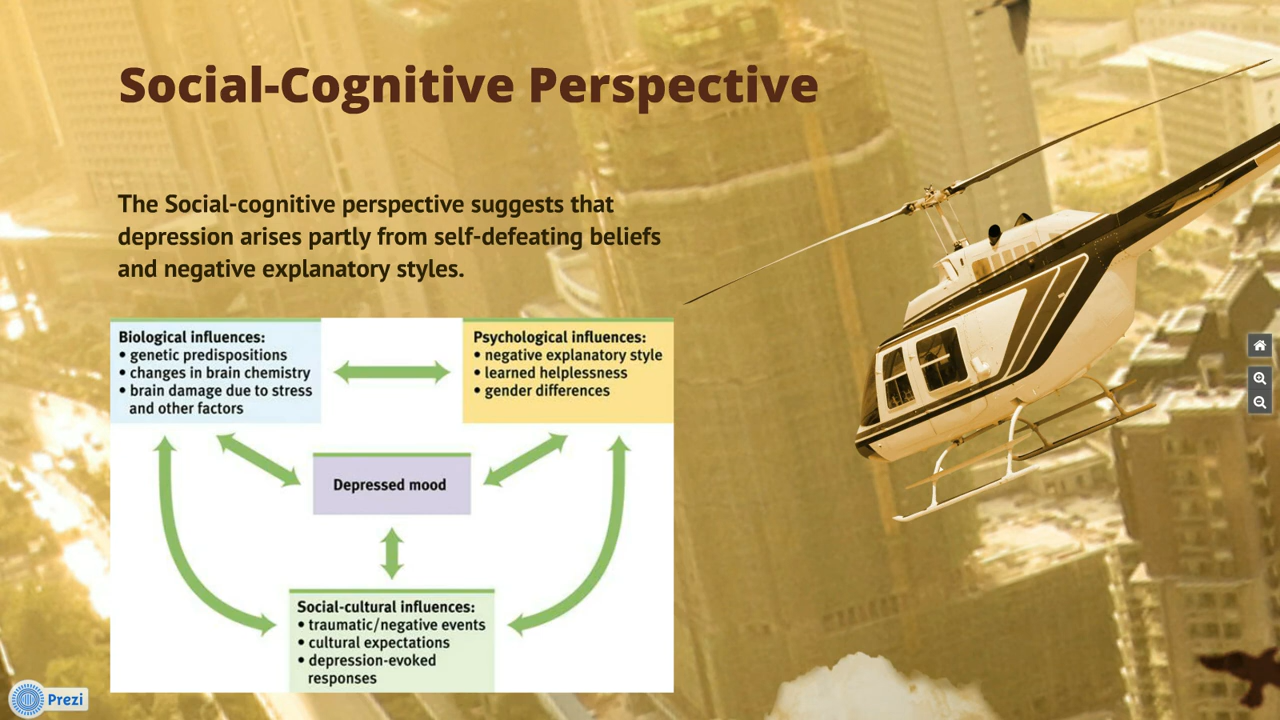 Social-Cognitive Perspective
The Social-cognitive perspective suggests that
depression arises partly from self-defeating beliefs
and negative explanatory styles.
Biological influences:
• genetic predispositions
• changes in brain chemistry
• brain damage due to stress
and other factors
Psychological influences:
• negative explanatory style
• learned helplessness
• gender differences
Depressed mood
Social-cultural influences:
• traumatic/negative events
• cultural expectations
• depression-evoked
responses
Prezi